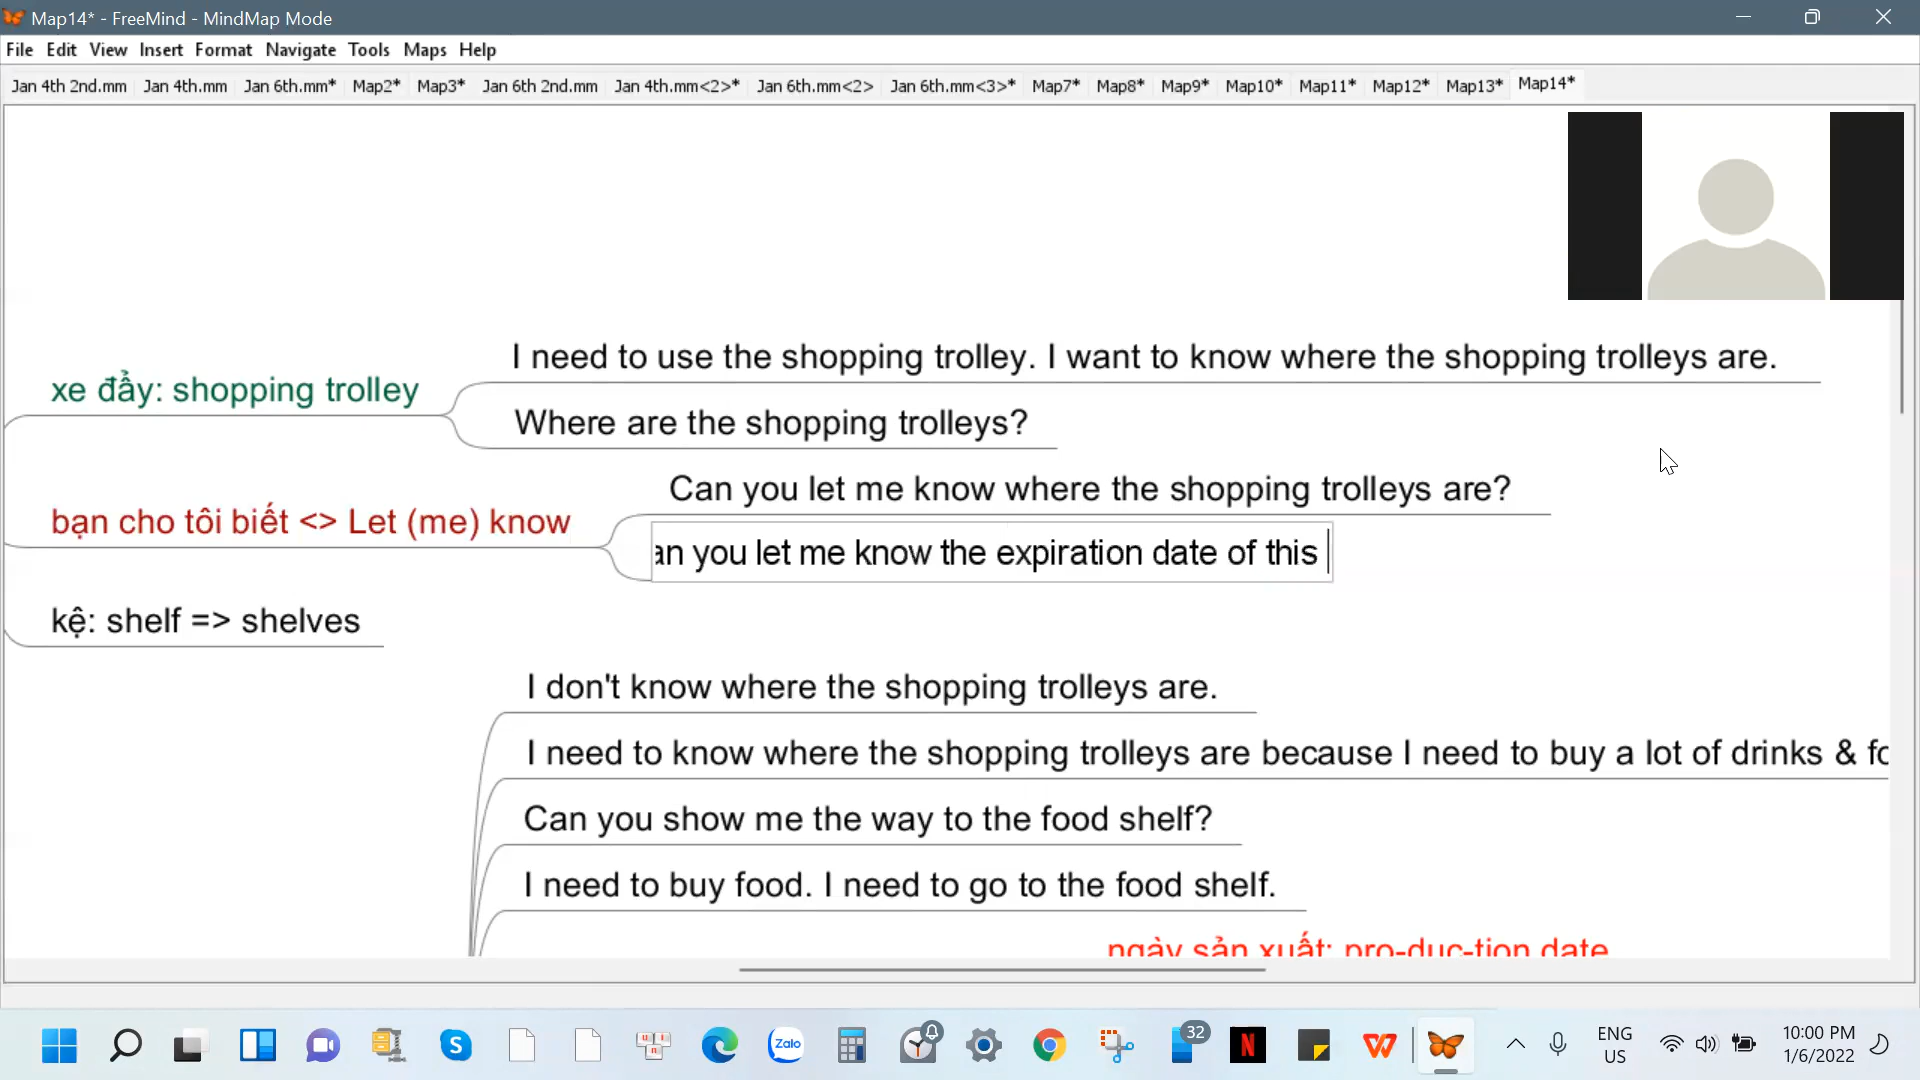 Map14* - FreeMind - MindMap Mode
File Edit View Insert Format Navigate Tools Maps Help
Jan 4th 2nd.mm Jan 4th.mm Jan 6th.mm* Map2* Map3* Jan 6th 2nd.mm Jan 4th.mm<2>* Jan 6th.mm<2> Jan 6th.mm<3>* Map7* Map8* Map9* Map10* Map11* Map12* Map13* Map14*
I need to use the shopping trolley. I want to know where the shopping trolleys are.
xe đẩy: shopping trolley
Where are the shopping trolleys?
Can you let me know where the shopping trolleys are?
bạn cho tôi biết <> Let (me) know
an you let me know the expiration date of this
kệ: shelf => shelves
I don't know where the shopping trolleys are.
I need to know where the shopping trolleys are because I need to buy a lot of drinks & fo
Can you show me the way to the food shelf?
I need to buy food. I need to go to the food shelf.
ngày sản xuất: pro-duc-tion date
Zalo
32
N
ENG
US
10:00 PM
1/6/2022